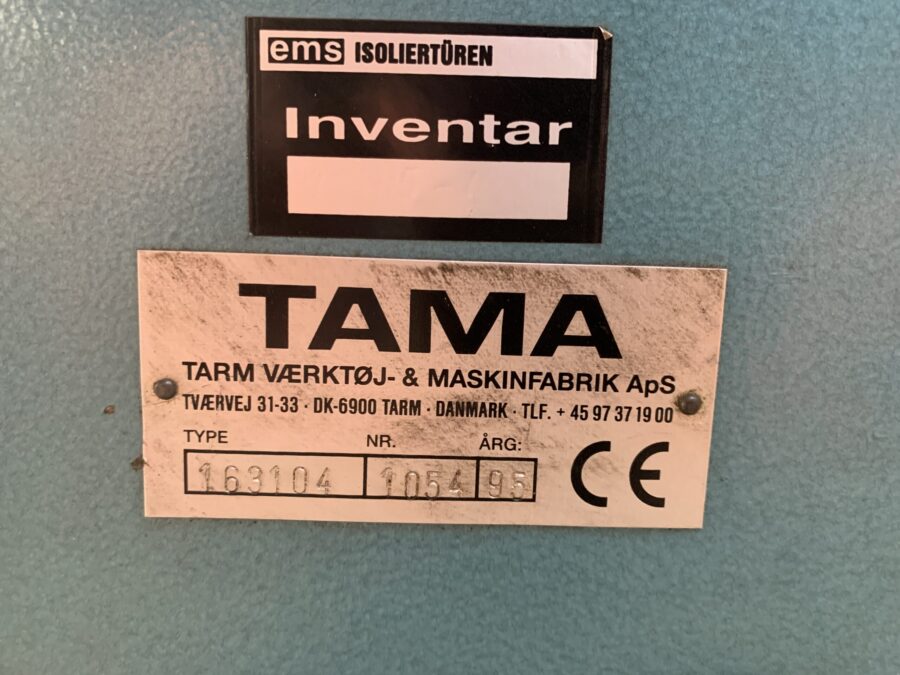 ems ISOLIERTÜREN
Inventar
TAMA
TARM VÆRKTØJ- & MASKINFABRIK ApS
TVÆRVEJ 31-33 · DK-6900 TARM · DANMARK · TLF. + 45 97 37 19 00
TYPE NR. ÅRG:
163104 1054 95 CE